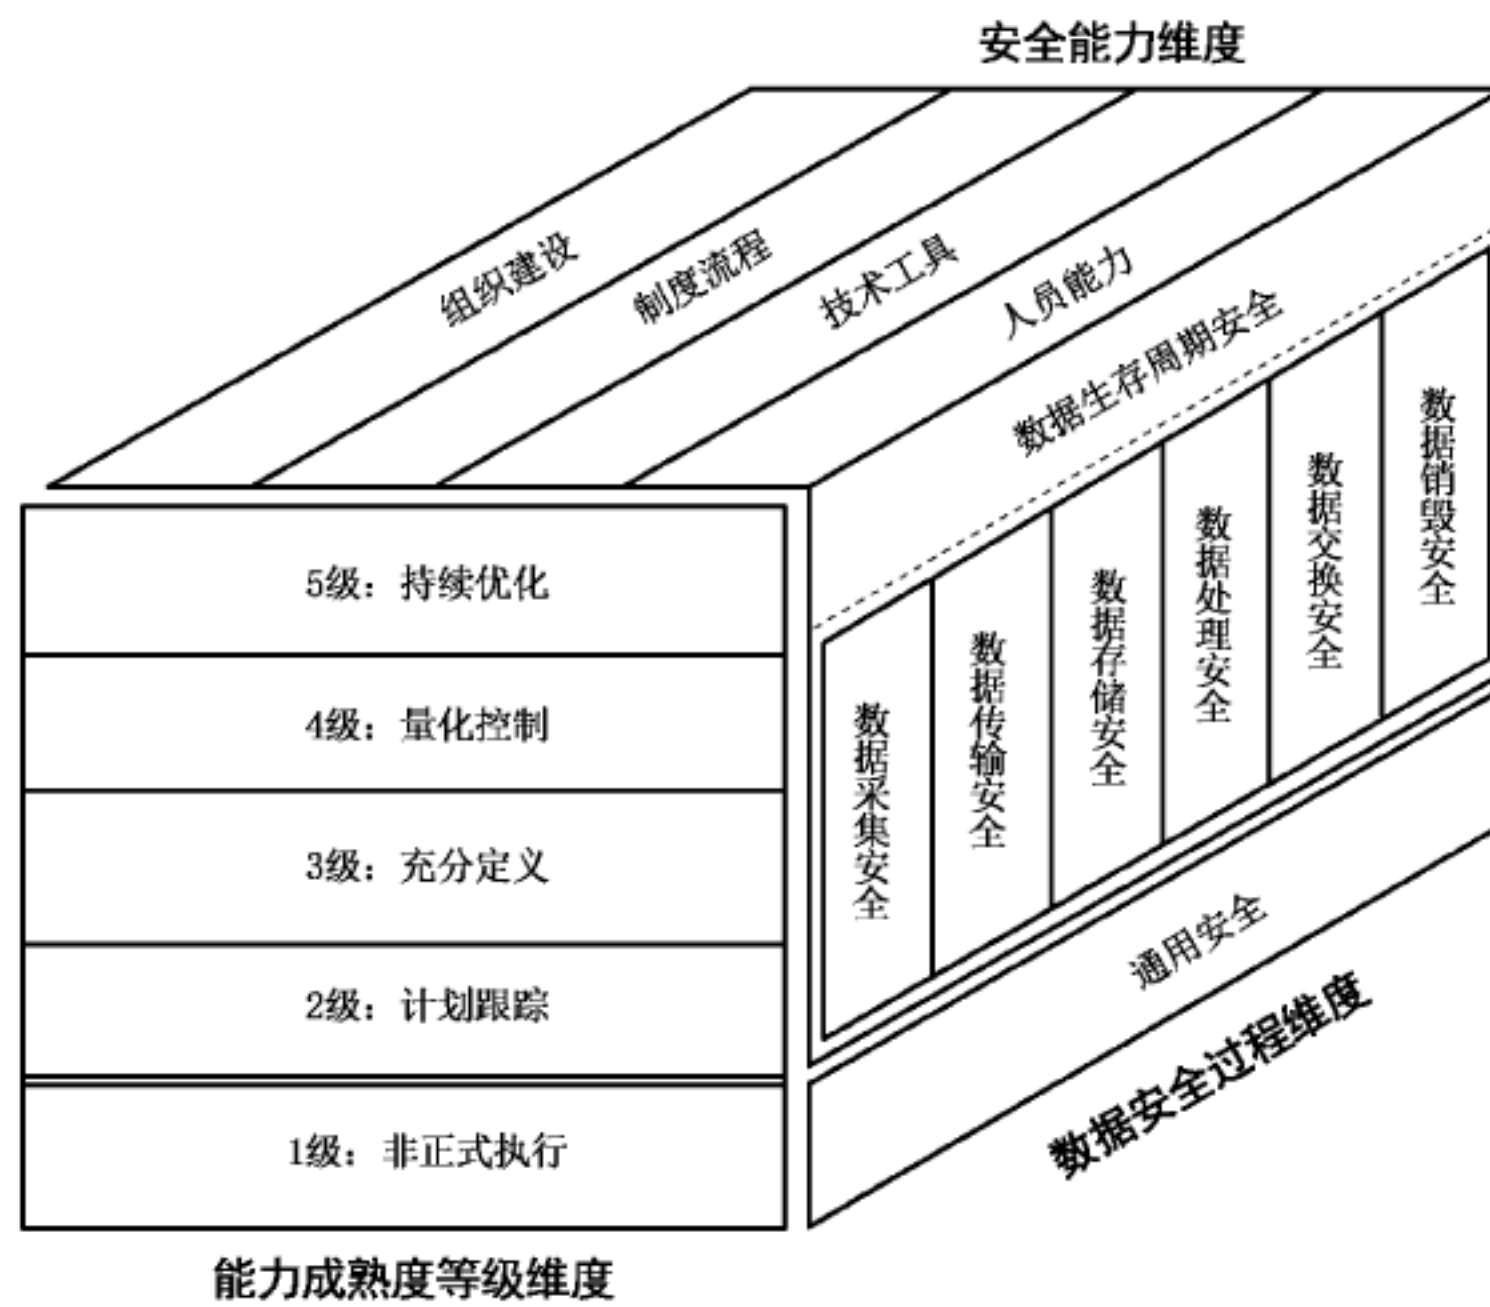 安全能力维度
组织建设
制度流程
技术工具
人员能力
数据生存周期安全
5级：持续优化
4级：量化控制
3级：充分定义
2级：计划跟踪
1级：非正式执行
数据采集安全
数据传输安全
数据存储安全
数据处理安全
数据交换安全
数据销毁安全
通用安全
数据安全过程维度
能力成熟度等级维度